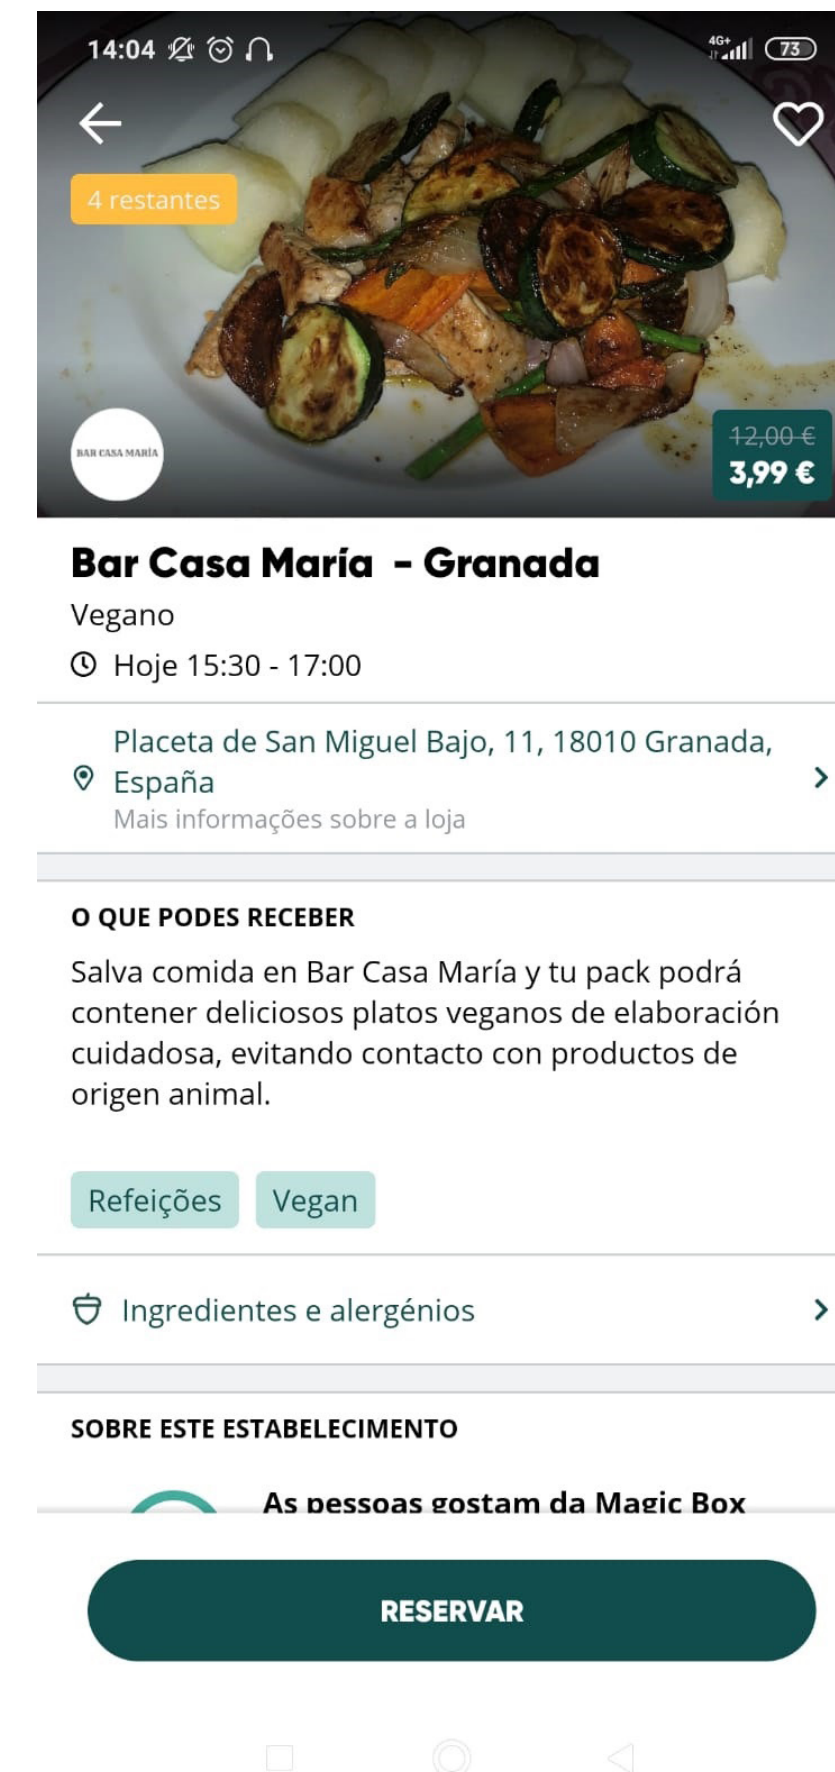 14:04
4G+
73
4 restantes
BAR CASA MARÍA
12,00 €
3,99 €
Bar Casa María - Granada
Vegano
Hoje 15:30 - 17:00
Placeta de San Miguel Bajo, 11, 18010 Granada,
España
Mais informações sobre a loja
O QUE PODES RECEBER
Salva comida en Bar Casa María y tu pack podrá
contener deliciosos platos veganos de elaboración
cuidadosa, evitando contacto con productos de
origen animal.
Refeições
Vegan
Ingredientes e alergénios
SOBRE ESTE ESTABELECIMENTO
As pessoas gostam da Magic Box
RESERVAR